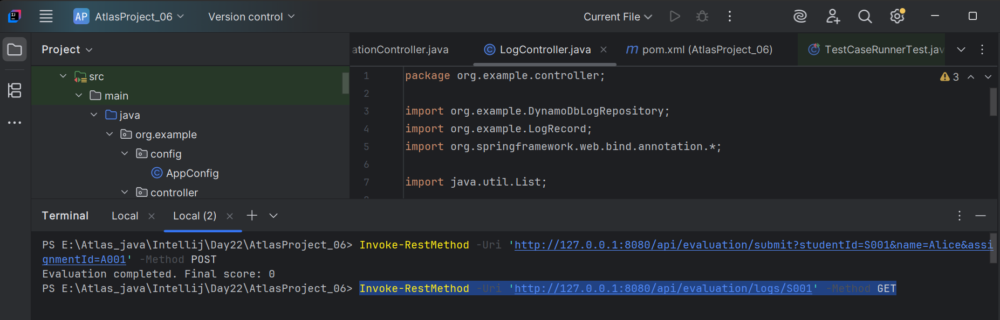 AP AtlasProject_06 Version control Current File
Project
ationController.java LogController.java pom.xml (AtlasProject_06) TestCaseRunnerTest.jav
src
main
java
org.example
config
AppConfig
controller
3
1 package org.example.controller;
2
3 import org.example.DynamoDbLogRepository;
4 import org.example.LogRecord;
5 import org.springframework.web.bind.annotation.*;
6
7 import java.util.List;
Terminal Local Local (2)
PS E:\Atlas_java\Intellij\Day22\AtlasProject_06> Invoke-RestMethod -Uri 'http://127.0.0.1:8080/api/evaluation/submit?studentId=S001&name=Alice&assi
gnmentId=A001' -Method POST
Evaluation completed. Final score: 0
PS E:\Atlas_java\Intellij\Day22\AtlasProject_06> Invoke-RestMethod -Uri 'http://127.0.0.1:8080/api/evaluation/logs/S001' -Method GET